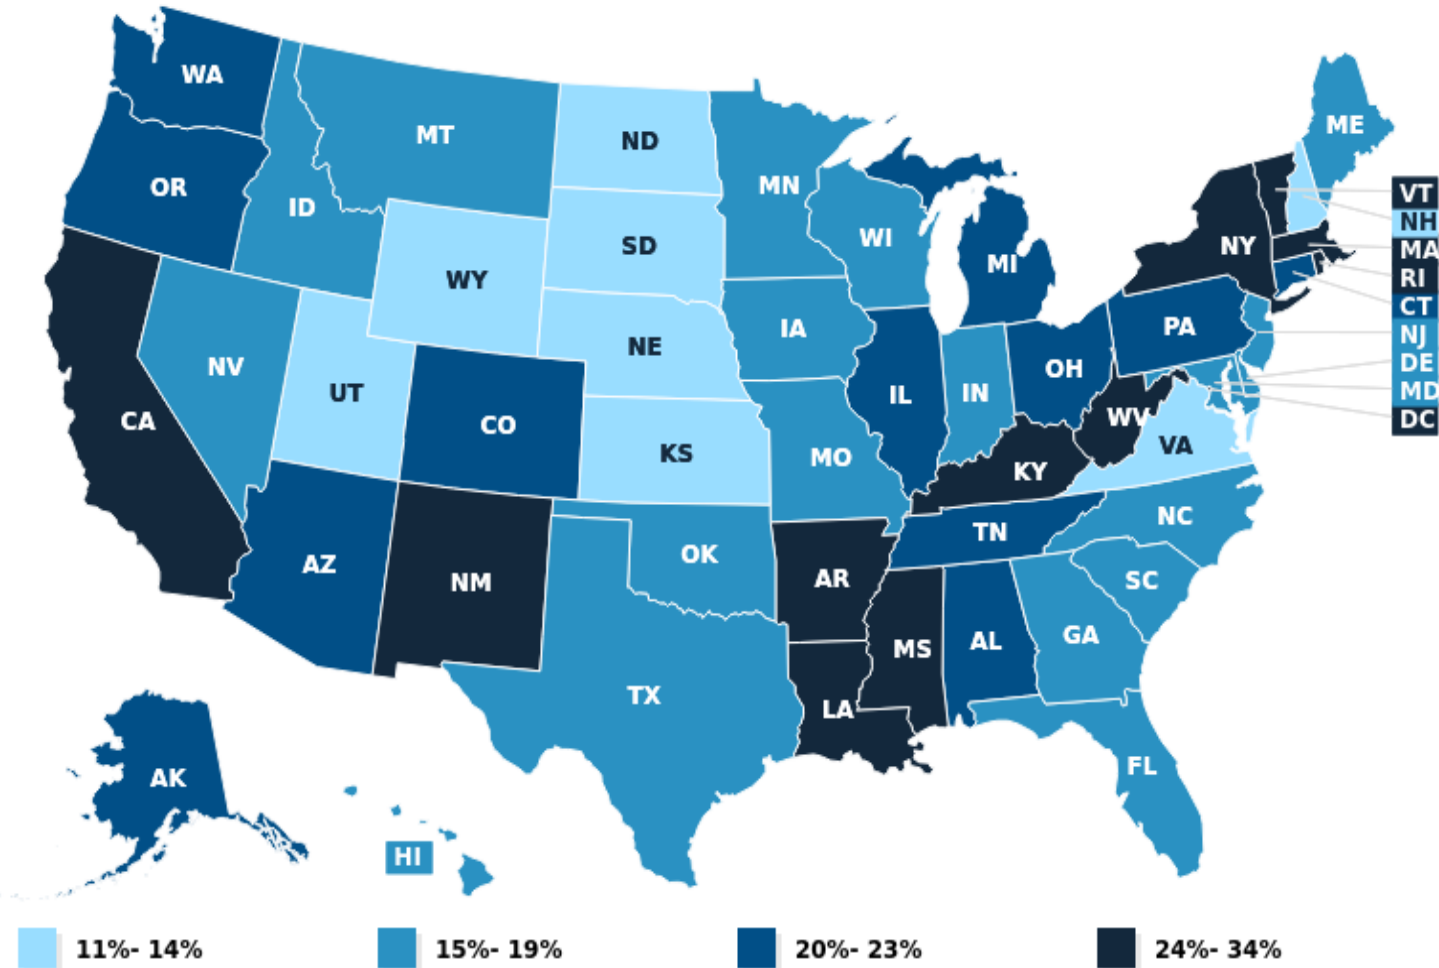 WA
MT
ND
ME
OR
ID
MN
VT
NH
SD
WI
NY
MA
MI
RI
WY
CT
IA
PA
NJ
NE
NV
OH
DE
UT
IN
IL
MD
CA
CO
WV
DC
KS
VA
MO
KY
NC
TN
OK
AZ
AR
NM
SC
GA
MS
AL
TX
LA
FL
AK
HI
11%- 14%
15%- 19%
20%- 23%
24%- 34%